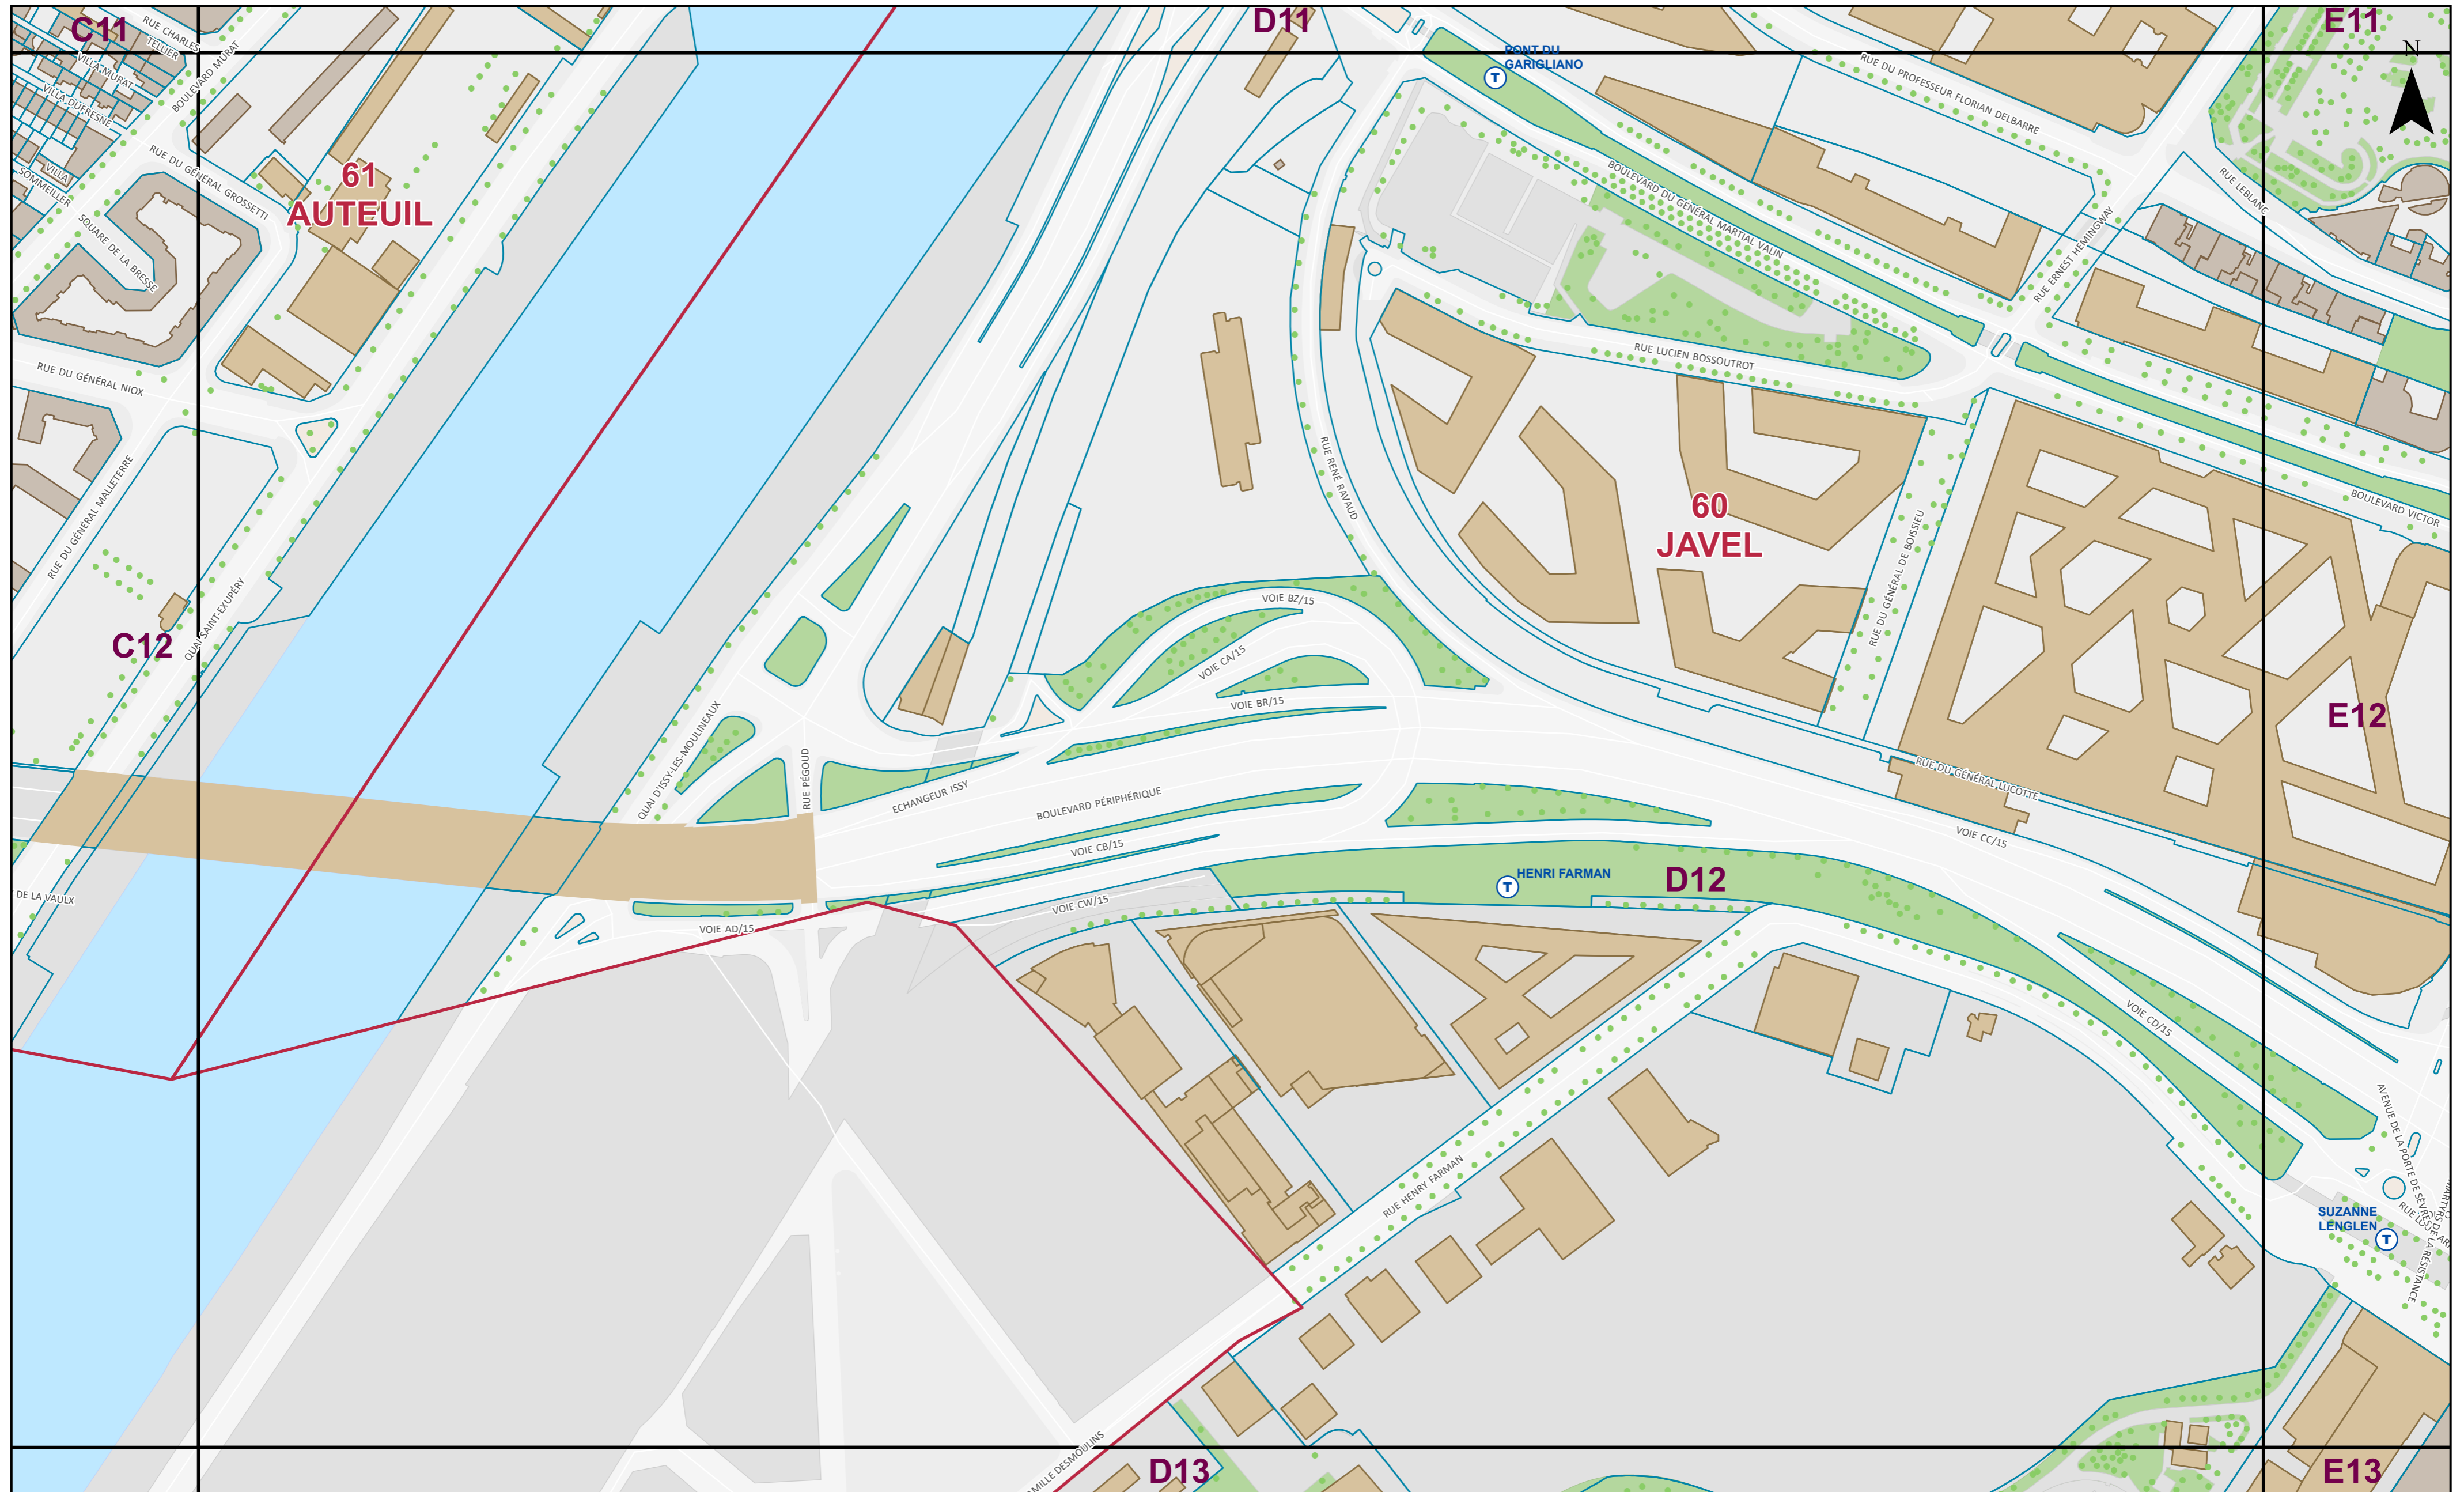 C11
D11
E11
RUE CHARLES
TELLIER
VILLA MURAT
VILLA DUFRESNE
BOULEVARD MURAT
VILLA
SOMMEILLER
RUE DU GÉNÉRAL GROSSETTI
SQUARE DE LA BRESSE
61
AUTEUIL
PONT DU
GARIGLIANO
T
RUE DU PROFESSEUR FLORIAN DELBARRE
N
BOULEVARD DU GÉNÉRAL MARTIAL VALIN
RUE LEBLANC
RUE ERNEST HEMINGWAY
RUE DU GÉNÉRAL NIOX
RUE LUCIEN BOSSOUTROT
RUE RENÉ RAVAUD
RUE DU GÉNÉRAL MALLETERRE
60
JAVEL
BOULEVARD VICTOR
RUE DU GÉNÉRAL DE BOISSIEU
C12
QUAI SAINT-EXUPÉRY
VOIE BZ/15
VOIE CA/15
VOIE BR/15
E12
QUAI D'ISSY-LES-MOULINEAUX
RUE PÉGOUD
ECHANGEUR ISSY
BOULEVARD PÉRIPHÉRIQUE
RUE DU GÉNÉRAL LUCOTTE
VOIE CC/15
VOIE CB/15
HENRI FARMAN
T
D12
DE LA VAULX
VOIE CW/15
VOIE AD/15
VOIE CD/15
AVENUE DE LA PORTE DE SÈVRES
RUE HENRY FARMAN
SUZANNE
LENGLEN
T
DE LA RÉSISTANCE
D13
E13